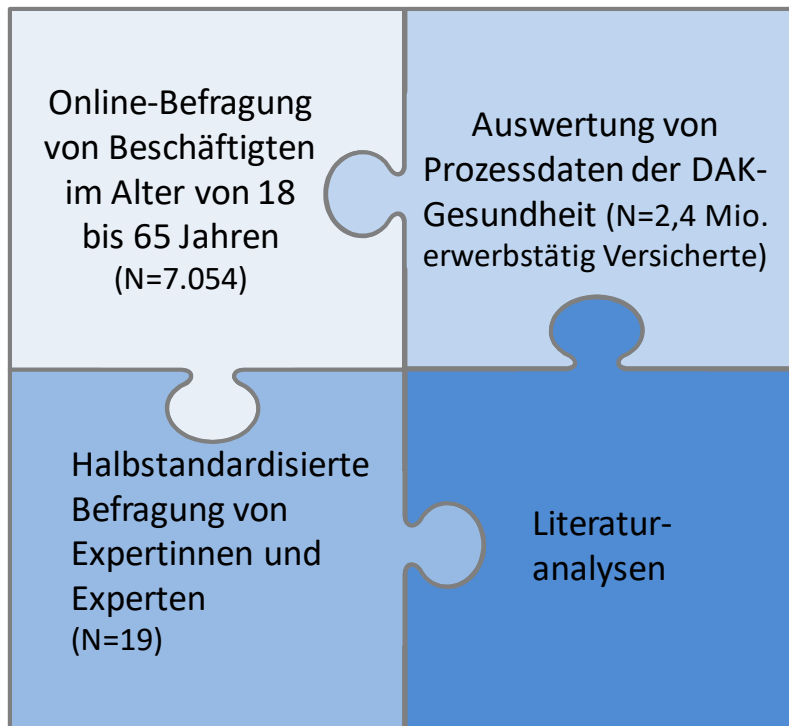 Online-Befragung
von Beschäftigten
im Alter von 18
bis 65 Jahren
(N=7.054)
Auswertung von
Prozessdaten der DAK-
Gesundheit (N=2,4 Mio.
erwerbstätig Versicherte)
Halbstandardisierte
Befragung von
Expertinnen und
Experten
(N=19)
Literatur-
analysen